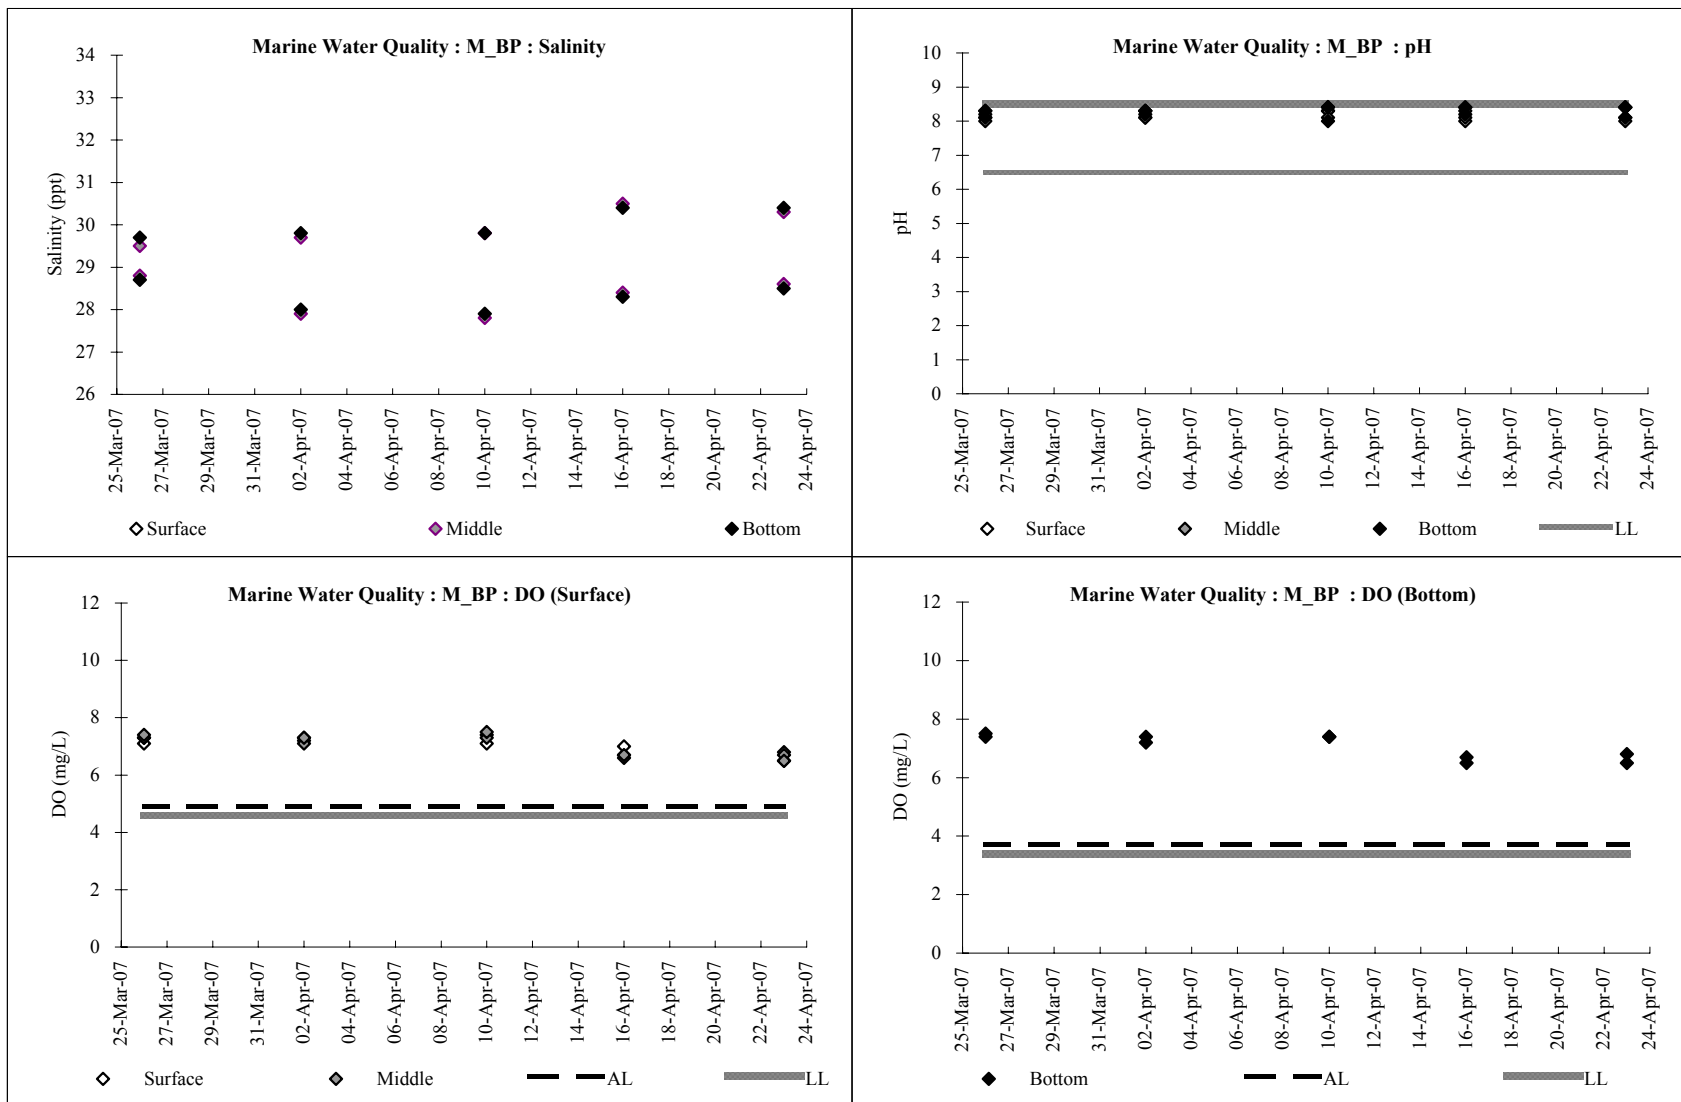 Marine Water Quality : M_BP : Salinity
34
33
32
31
30
29
28
27
26
Salinity (ppt)
25-Mar-07
27-Mar-07
29-Mar-07
31-Mar-07
02-Apr-07
04-Apr-07
06-Apr-07
08-Apr-07
10-Apr-07
12-Apr-07
14-Apr-07
16-Apr-07
18-Apr-07
20-Apr-07
22-Apr-07
24-Apr-07
Surface Middle Bottom
Marine Water Quality : M_BP : pH
10
9
8
7
6
5
4
3
2
1
0
pH
25-Mar-07
27-Mar-07
29-Mar-07
31-Mar-07
02-Apr-07
04-Apr-07
06-Apr-07
08-Apr-07
10-Apr-07
12-Apr-07
14-Apr-07
16-Apr-07
18-Apr-07
20-Apr-07
22-Apr-07
24-Apr-07
Surface Middle Bottom LL
Marine Water Quality : M_BP : DO (Surface)
12
10
8
6
4
2
0
DO (mg/L)
25-Mar-07
27-Mar-07
29-Mar-07
31-Mar-07
02-Apr-07
04-Apr-07
06-Apr-07
08-Apr-07
10-Apr-07
12-Apr-07
14-Apr-07
16-Apr-07
18-Apr-07
20-Apr-07
22-Apr-07
24-Apr-07
Surface Middle AL LL
Marine Water Quality : M_BP : DO (Bottom)
12
10
8
6
4
2
0
DO (mg/L)
25-Mar-07
27-Mar-07
29-Mar-07
31-Mar-07
02-Apr-07
04-Apr-07
06-Apr-07
08-Apr-07
10-Apr-07
12-Apr-07
14-Apr-07
16-Apr-07
18-Apr-07
20-Apr-07
22-Apr-07
24-Apr-07
Bottom AL LL